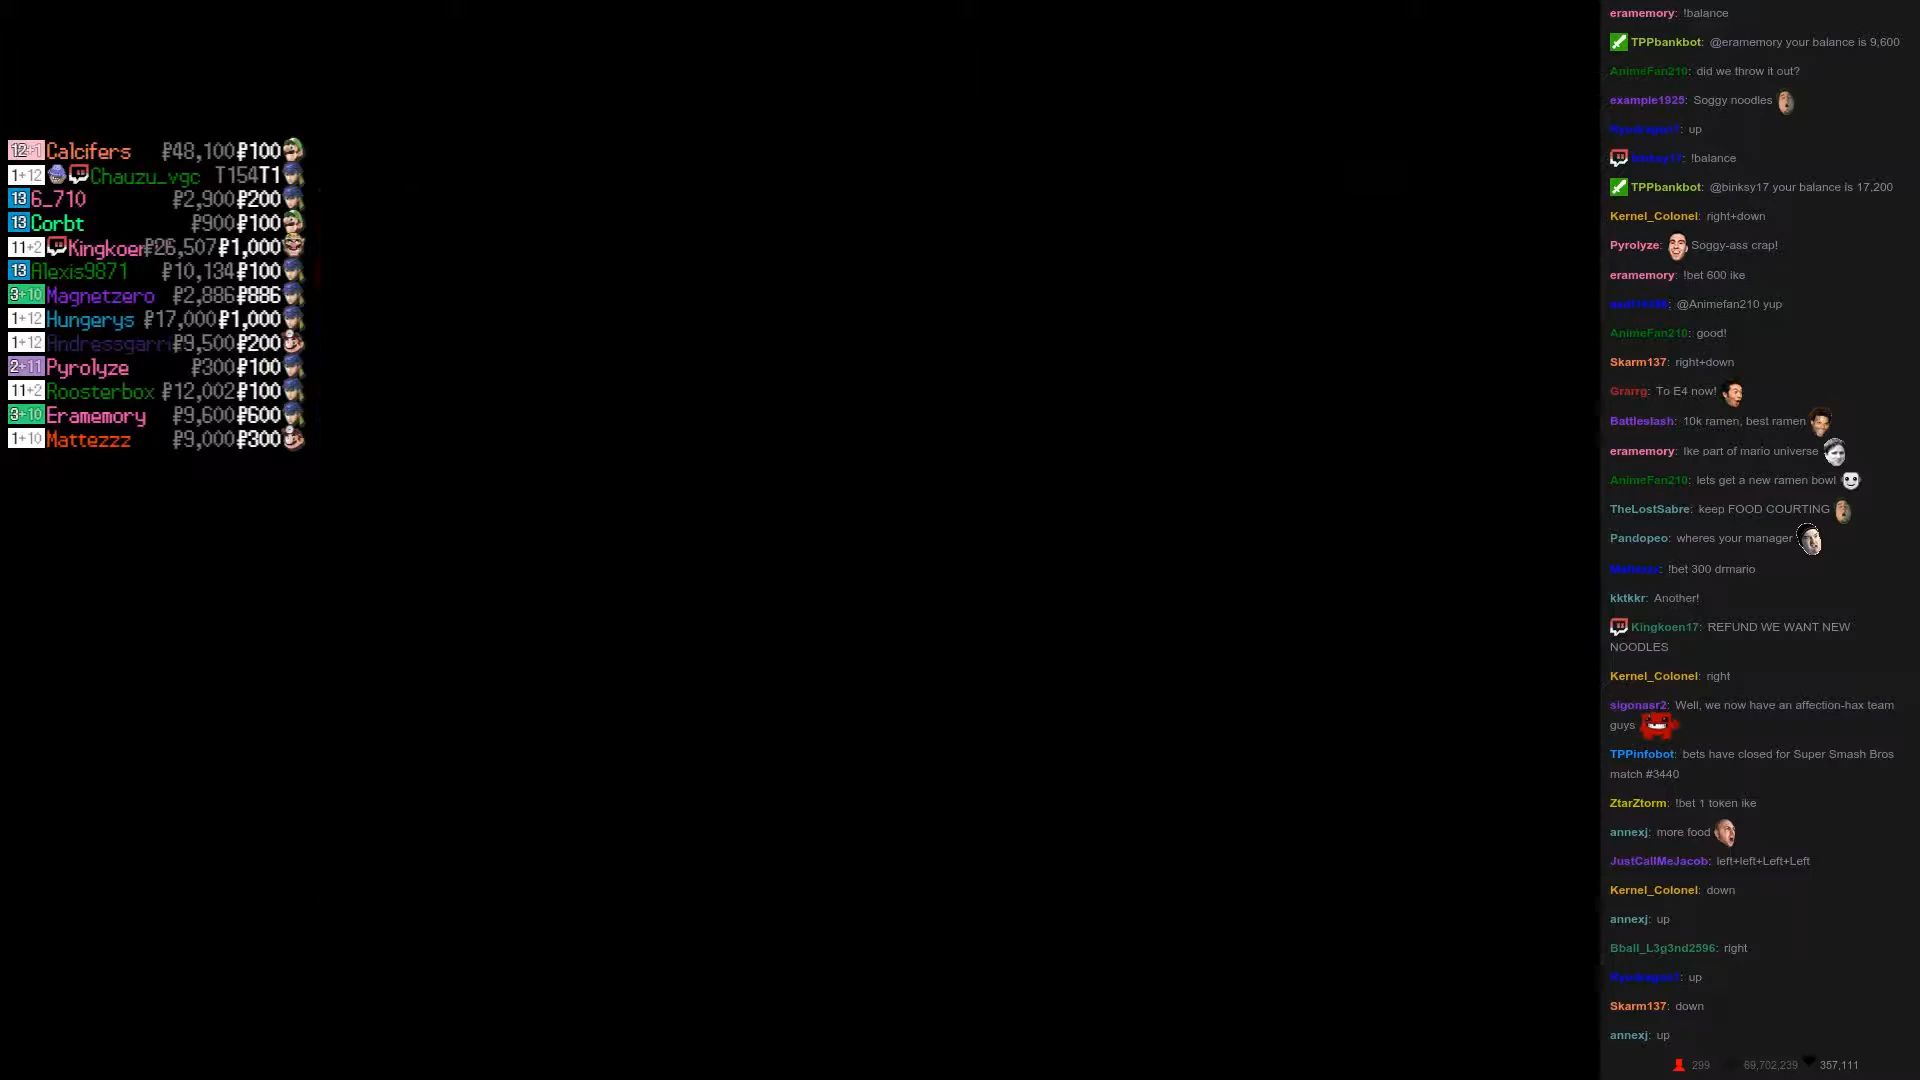 12+1 Calcifers ₽48,100 ₽100
1+12 Chauzu_vgc T154 T1
13 6_710 ₽2,900 ₽200
13 Corbt ₽900 ₽100
11+2 Kingkoen ₽26,507 ₽1,000
13 Alexis9871 ₽10,134 ₽100
3+10 Magnetzero ₽2,886 ₽886
1+12 Hungerys ₽17,000 ₽1,000
1+12 ₽9,500 ₽200
2+11 Pyrolyze ₽300 ₽100
11+2 Roosterbox ₽12,002 ₽100
3+10 Eramemory ₽9,600 ₽600
1+10 Mattezzz ₽9,000 ₽300
eramemory: !balance
TPPbankbot: @eramemory your balance is 9,600
AnimeFan210: did we throw it out?
example1925: Soggy noodles
up
binksy17: !balance
TPPbankbot: @binksy17 your balance is 17,200
Kernel_Colonel: right+down
Pyrolyze: Soggy-ass crap!
eramemory: !bet 600 ike
@Animefan210 yup
AnimeFan210: good!
Skarm137: right+down
Grarrg: To E4 now!
Battleslash: 10k ramen, best ramen
eramemory: Ike part of mario universe
AnimeFan210: lets get a new ramen bowl
TheLostSabre: keep FOOD COURTING
Pandopeo: wheres your manager
Mattezzz: !bet 300 drmario
kktkkr: Another!
Kingkoen17: REFUND WE WANT NEW
NOODLES
Kernel_Colonel: right
sigonasr2: Well, we now have an affection-hax team
guys
TPPinfobot: bets have closed for Super Smash Bros
match #3440
ZtarZtorm: !bet 1 token ike
annexj: more food
JustCallMeJacob: left+left+Left+Left
Kernel_Colonel: down
annexj: up
Bball_L3g3nd2596: right
up
Skarm137: down
annexj: up
299 69,702,239 357,111